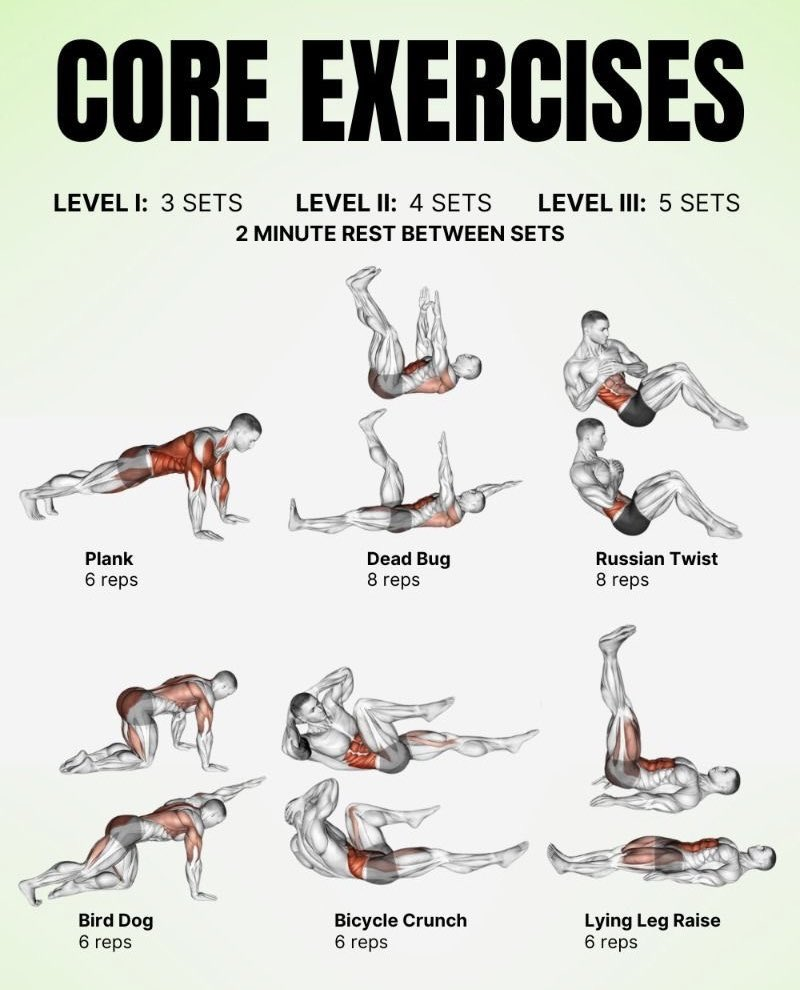 CORE EXERCISES
LEVEL I: 3 SETS LEVEL II: 4 SETS LEVEL III: 5 SETS
2 MINUTE REST BETWEEN SETS
Plank
6 reps
Dead Bug
8 reps
Russian Twist
8 reps
Bird Dog
6 reps
Bicycle Crunch
6 reps
Lying Leg Raise
6 reps